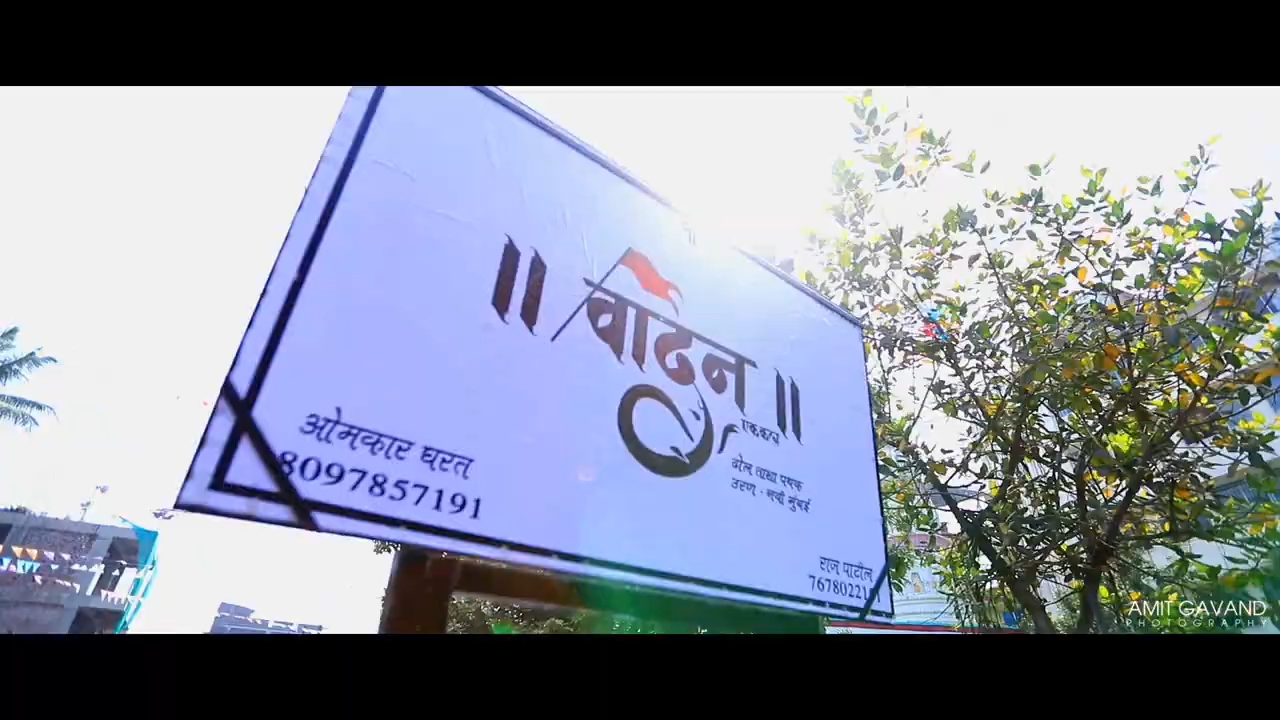 ॥ वादन ॥
ढोल ताशा पथक
उरण - नवी मुंबई
ओमकार घरत
8097857191
राज पाटील
AMIT GAVAND
PHOTOGRAPHY